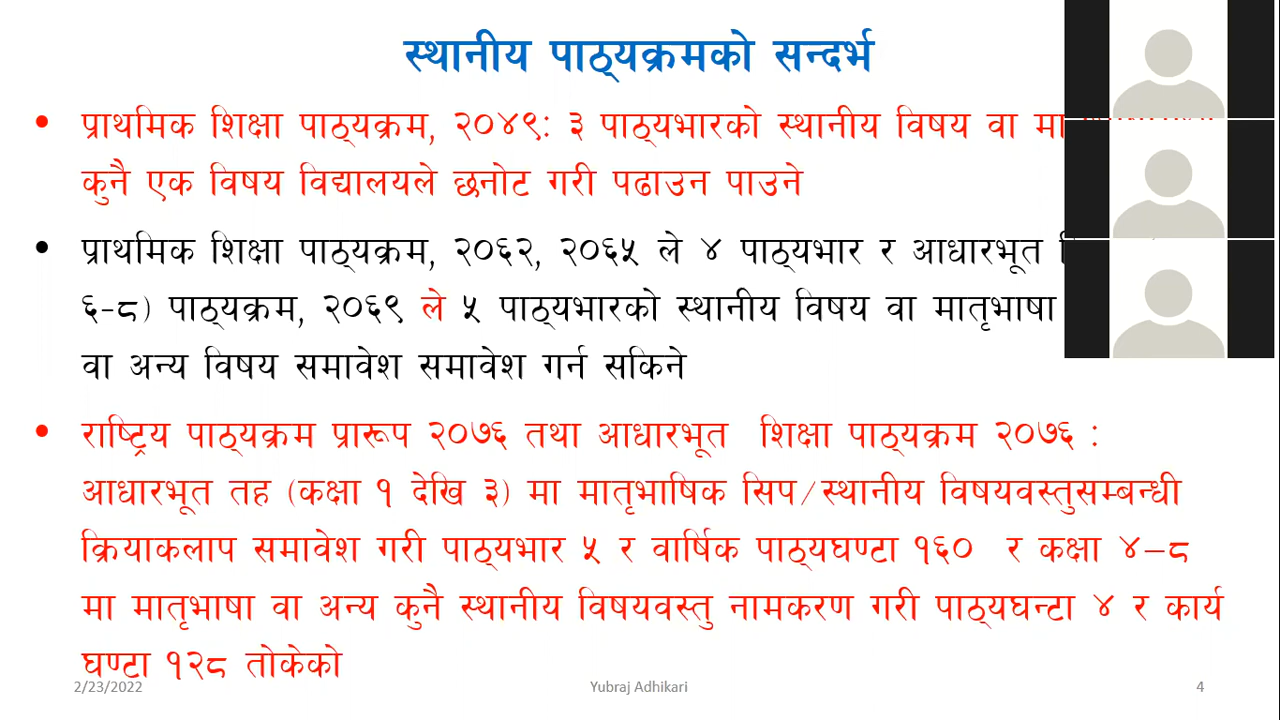 स्थानीय पाठ्यक्रमको सन्दर्भ
• प्राथमिक शिक्षा पाठ्यक्रम, २०४९: ३ पाठ्यभारको स्थानीय विषय वा
कुनै एक विषय विद्यालयले छनोट गरी पढाउन पाउने
• प्राथमिक शिक्षा पाठ्यक्रम, २०६२, २०६५ ले ४ पाठ्यभार र आधारभूत
६-८) पाठ्यक्रम, २०६९ ले ५ पाठ्यभारको स्थानीय विषय वा मातृभाषा
वा अन्य विषय समावेश समावेश गर्न सकिने
• राष्ट्रिय पाठ्यक्रम प्रारूप २०७६ तथा आधारभूत शिक्षा पाठ्यक्रम २०७६ :
आधारभूत तह (कक्षा १ देखि ३) मा मातृभाषिक सिप/स्थानीय विषयवस्तुसम्बन्धी
क्रियाकलाप समावेश गरी पाठ्यभार ५ र वार्षिक पाठ्यघण्टा १६० र कक्षा ४–८
मा मातृभाषा वा अन्य कुनै स्थानीय विषयवस्तु नामकरण गरी पाठ्यघन्टा ४ र कार्य
घण्टा १२८ तोकेको
2/23/2022 Yubraj Adhikari 4